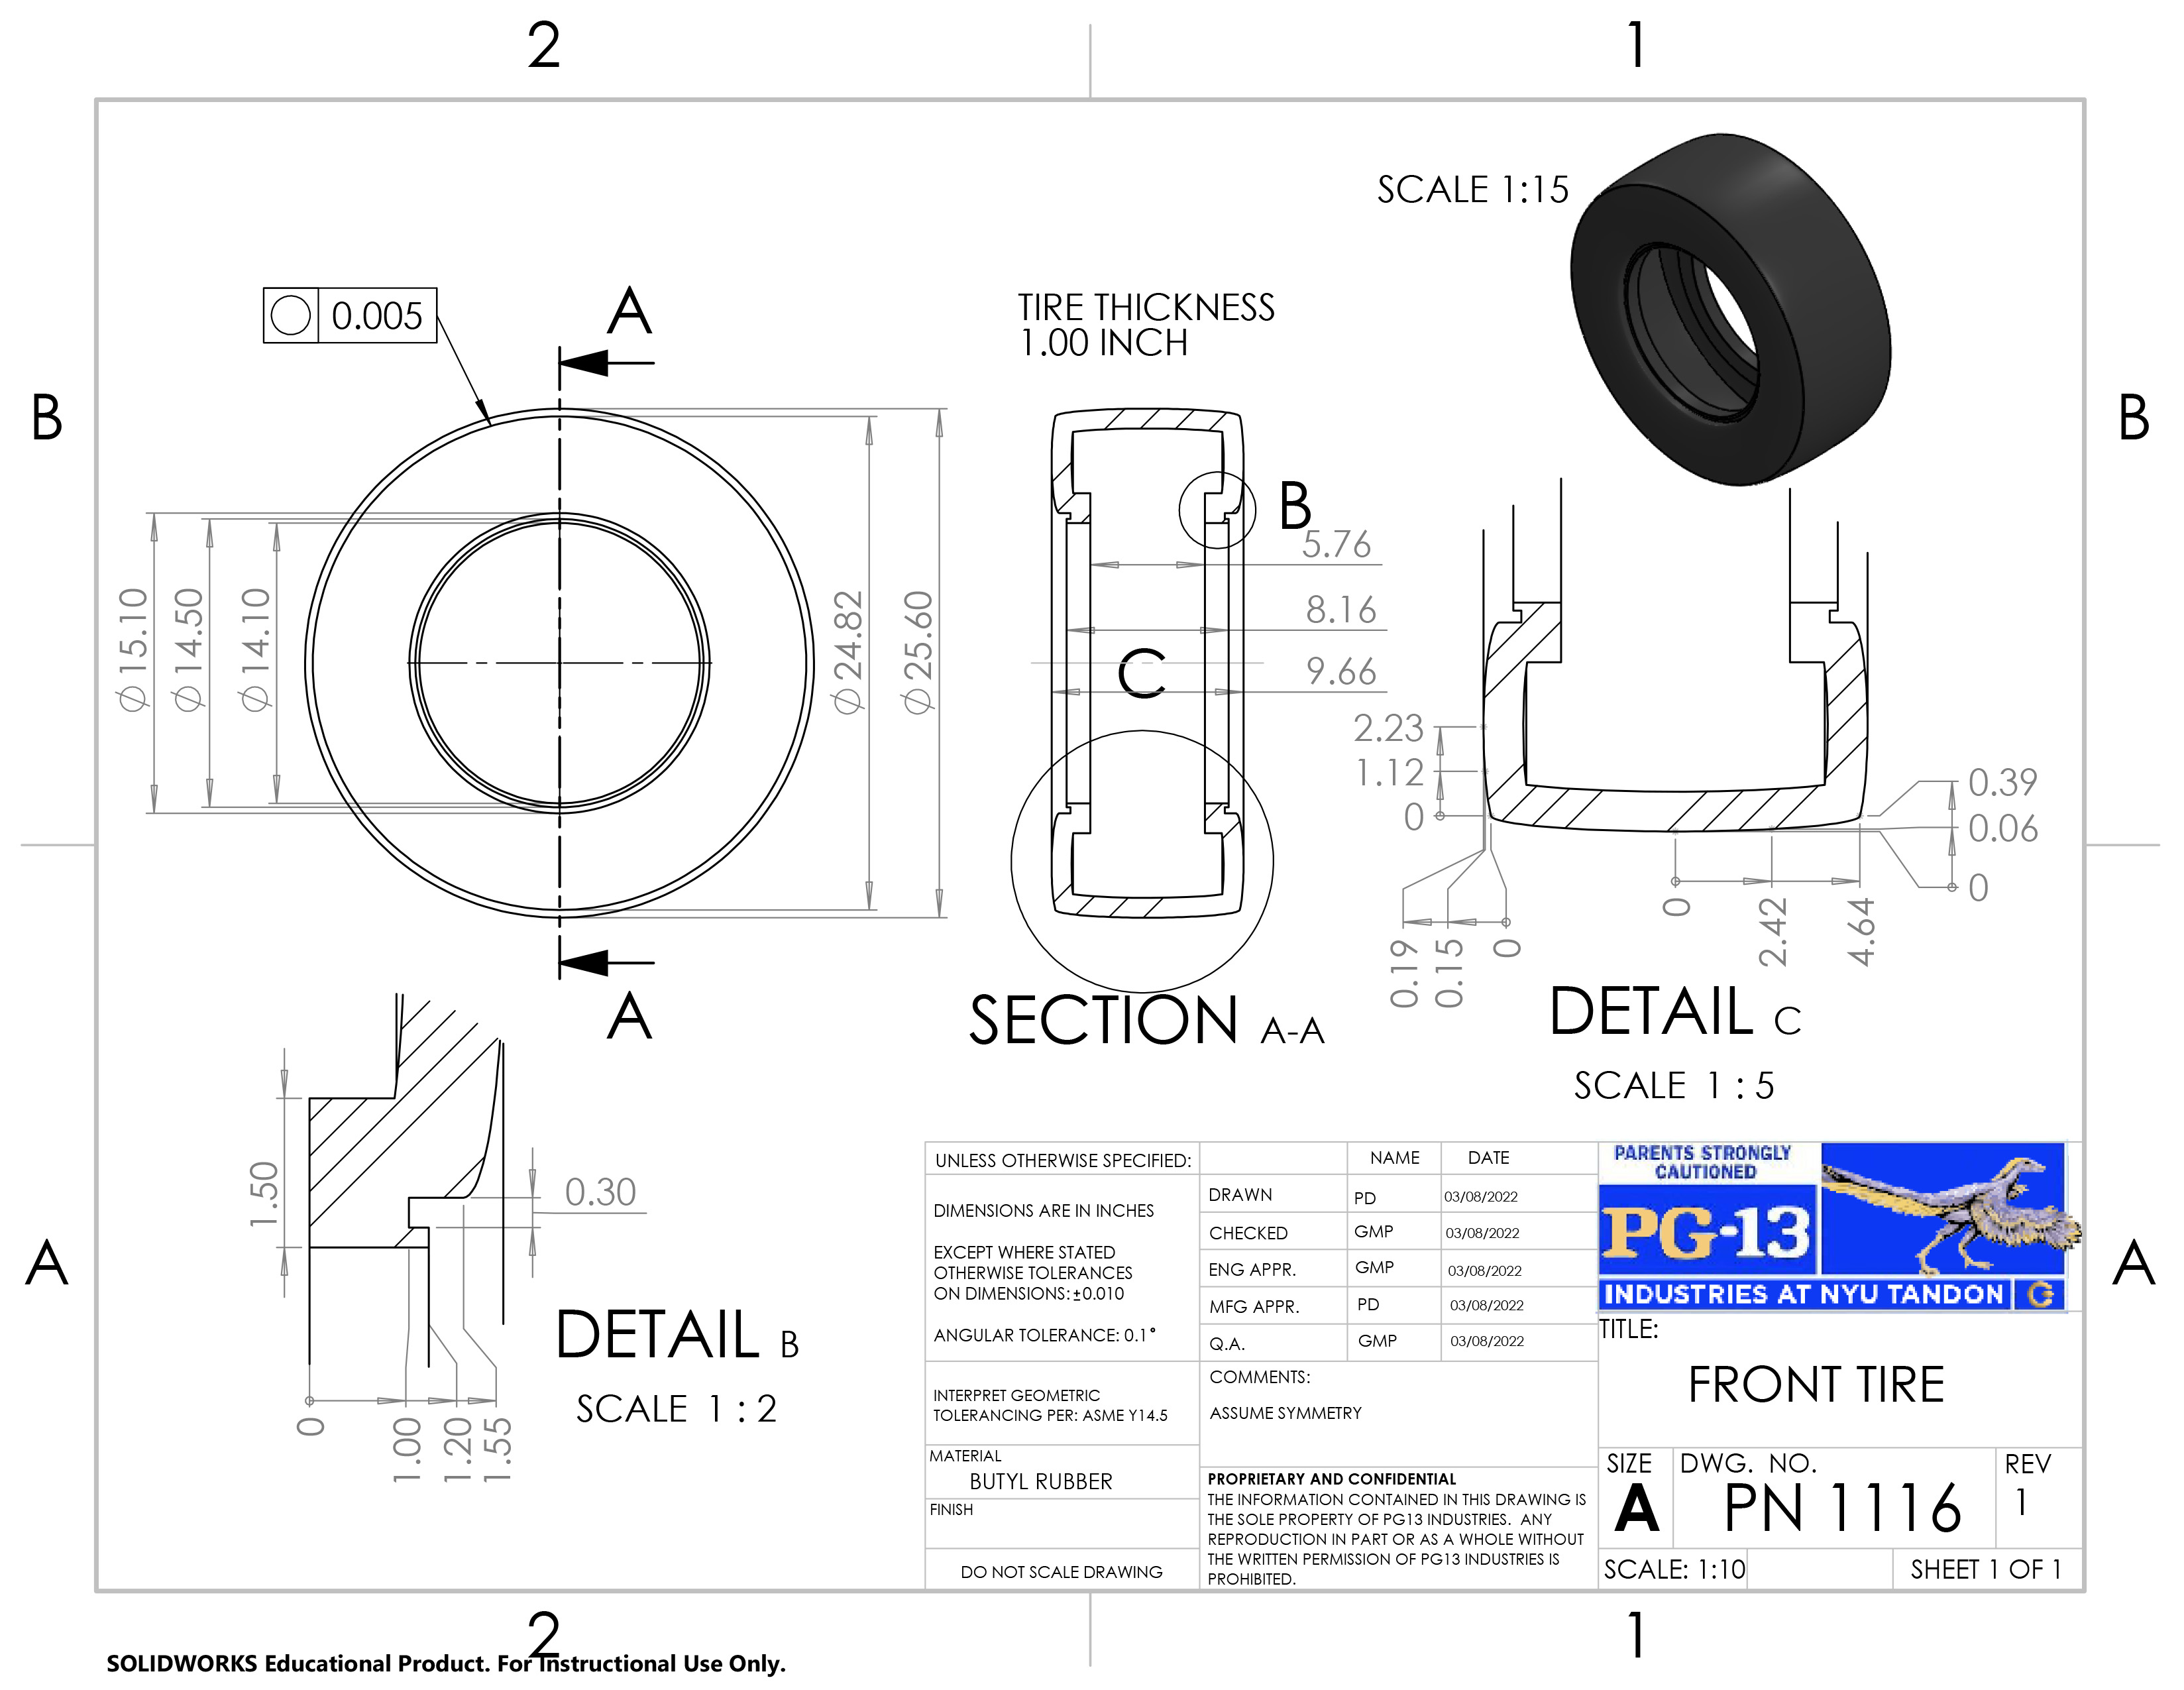 2
1
SCALE 1:15
0.005
A
TIRE THICKNESS
1.00 INCH
B
B
B
5.76
8.16
C
9.66
⌀ 15.10
⌀ 14.50
⌀ 14.10
⌀ 24.82
⌀ 25.60
2.23
1.12
0
0.39
0.06
0
0.19
0.15
0
0
2.42
4.64
A
SECTION A-A
DETAIL C
SCALE 1 : 5
1.50
0.30
DETAIL B
SCALE 1 : 2
0
1.00
1.20
1.55
A
A
UNLESS OTHERWISE SPECIFIED:
DIMENSIONS ARE IN INCHES
EXCEPT WHERE STATED
OTHERWISE TOLERANCES
ON DIMENSIONS:±0.010
ANGULAR TOLERANCE: 0.1°
INTERPRET GEOMETRIC
TOLERANCING PER: ASME Y14.5
MATERIAL
BUTYL RUBBER
FINISH
DO NOT SCALE DRAWING
NAME DATE
DRAWN PD 03/08/2022
CHECKED GMP 03/08/2022
ENG APPR. GMP 03/08/2022
MFG APPR. PD 03/08/2022
Q.A. GMP 03/08/2022
COMMENTS:
ASSUME SYMMETRY
PROPRIETARY AND CONFIDENTIAL
THE INFORMATION CONTAINED IN THIS DRAWING IS
THE SOLE PROPERTY OF PG13 INDUSTRIES. ANY
REPRODUCTION IN PART OR AS A WHOLE WITHOUT
THE WRITTEN PERMISSION OF PG13 INDUSTRIES IS
PROHIBITED.
PARENTS STRONGLY
CAUTIONED
PG-13
INDUSTRIES AT NYU TANDON
G
TITLE:
FRONT TIRE
SIZE
A
DWG. NO.
PN 1116
REV
1
SCALE: 1:10
SHEET 1 OF 1
2
1
SOLIDWORKS Educational Product. For Instructional Use Only.